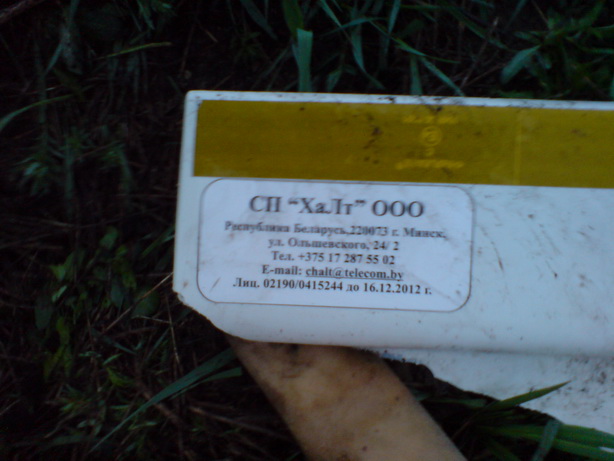 СП “ХаЛт” ООО
Республика Беларусь,220073 г. Минск,
ул. Ольшевского, 24/ 2
Тел. +375 17 287 55 02
E-mail: chalt@telecom.by
Лиц. 02190/0415244 до 16.12.2012 г.